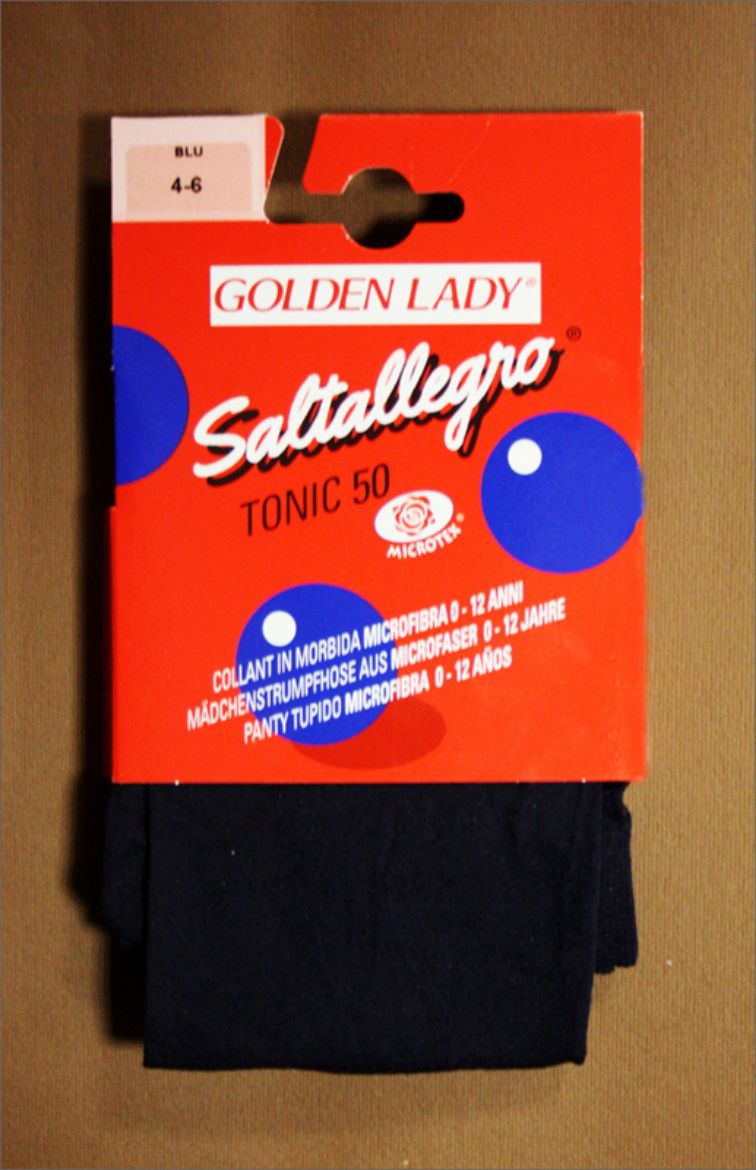 BLU
4-6
GOLDEN LADY®
Saltallegro®
TONIC 50
MICROTEX®
COLLANT IN MORBIDA MICROFIBRA 0 - 12 ANNI
MÄDCHENSTRUMPFHOSE AUS MICROFASER 0 - 12 JAHRE
PANTY TUPIDO MICROFIBRA 0 - 12 AÑOS